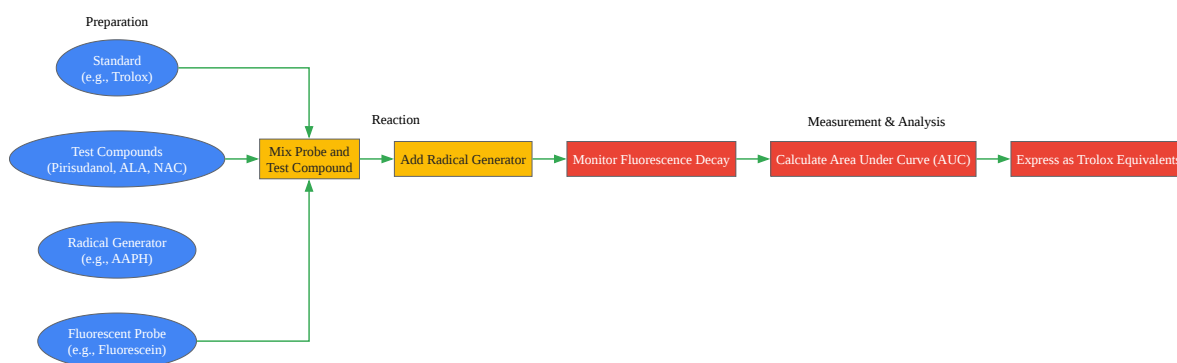 Preparation
Standard
(e.g., Trolox)
Test Compounds
(Pirisudanol, ALA, NAC)
Radical Generator
(e.g., AAPH)
Fluorescent Probe
(e.g., Fluorescein)
Reaction
Mix Probe and
Test Compound
Add Radical Generator
Measurement & Analysis
Monitor Fluorescence Decay
Calculate Area Under Curve (AUC)
Express as Trolox Equivalents